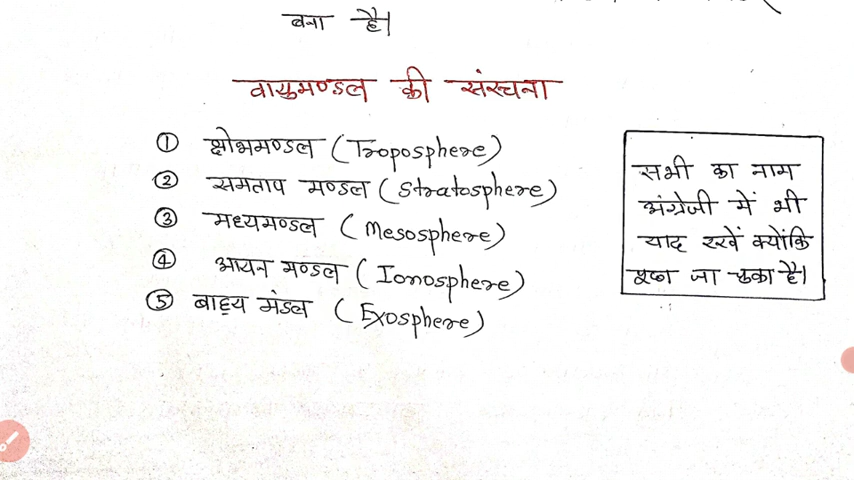 बना है।
वायुमण्डल की संरचना
① क्षोभमण्डल (Troposphere)
② समताप मण्डल (Stratosphere)
③ मध्यमण्डल (Mesosphere)
④ आयन मण्डल (Ionosphere)
⑤ बाह्य मंडल (Exosphere)
सभी का नाम
अंग्रेजी में भी
याद रखें क्योंकि
पूछा जा चुका है।